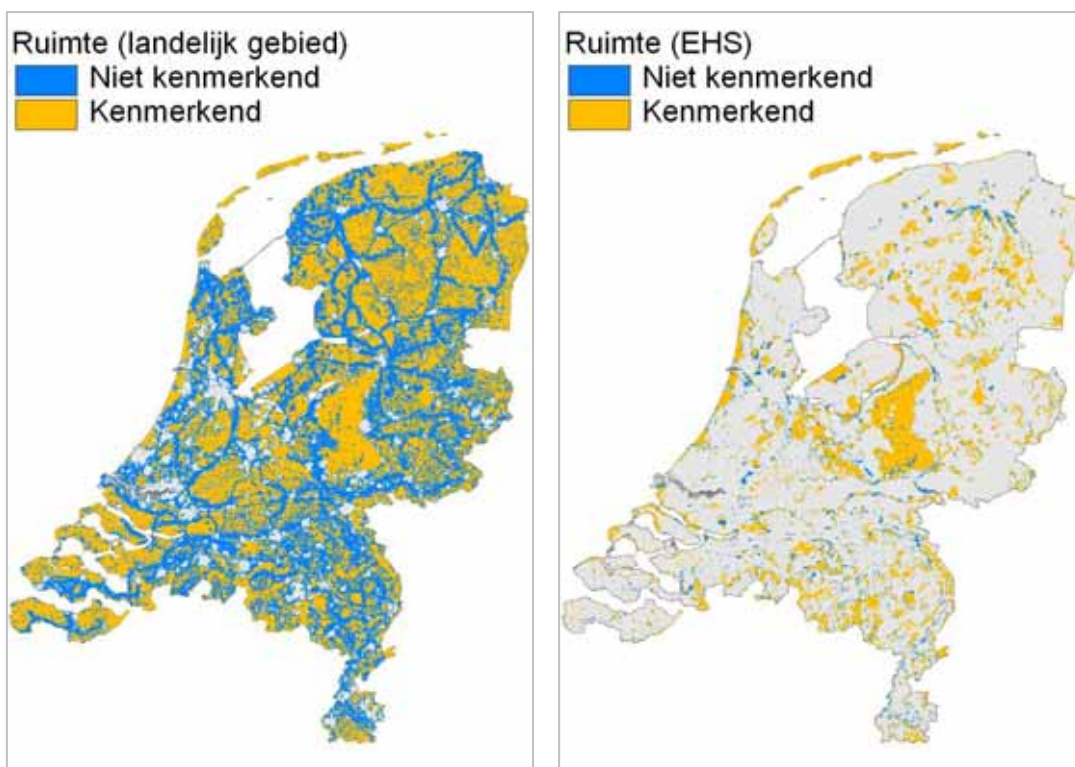 Ruimte (landelijk gebied)
Niet kenmerkend
Kenmerkend
Ruimte (EHS)
Niet kenmerkend
Kenmerkend